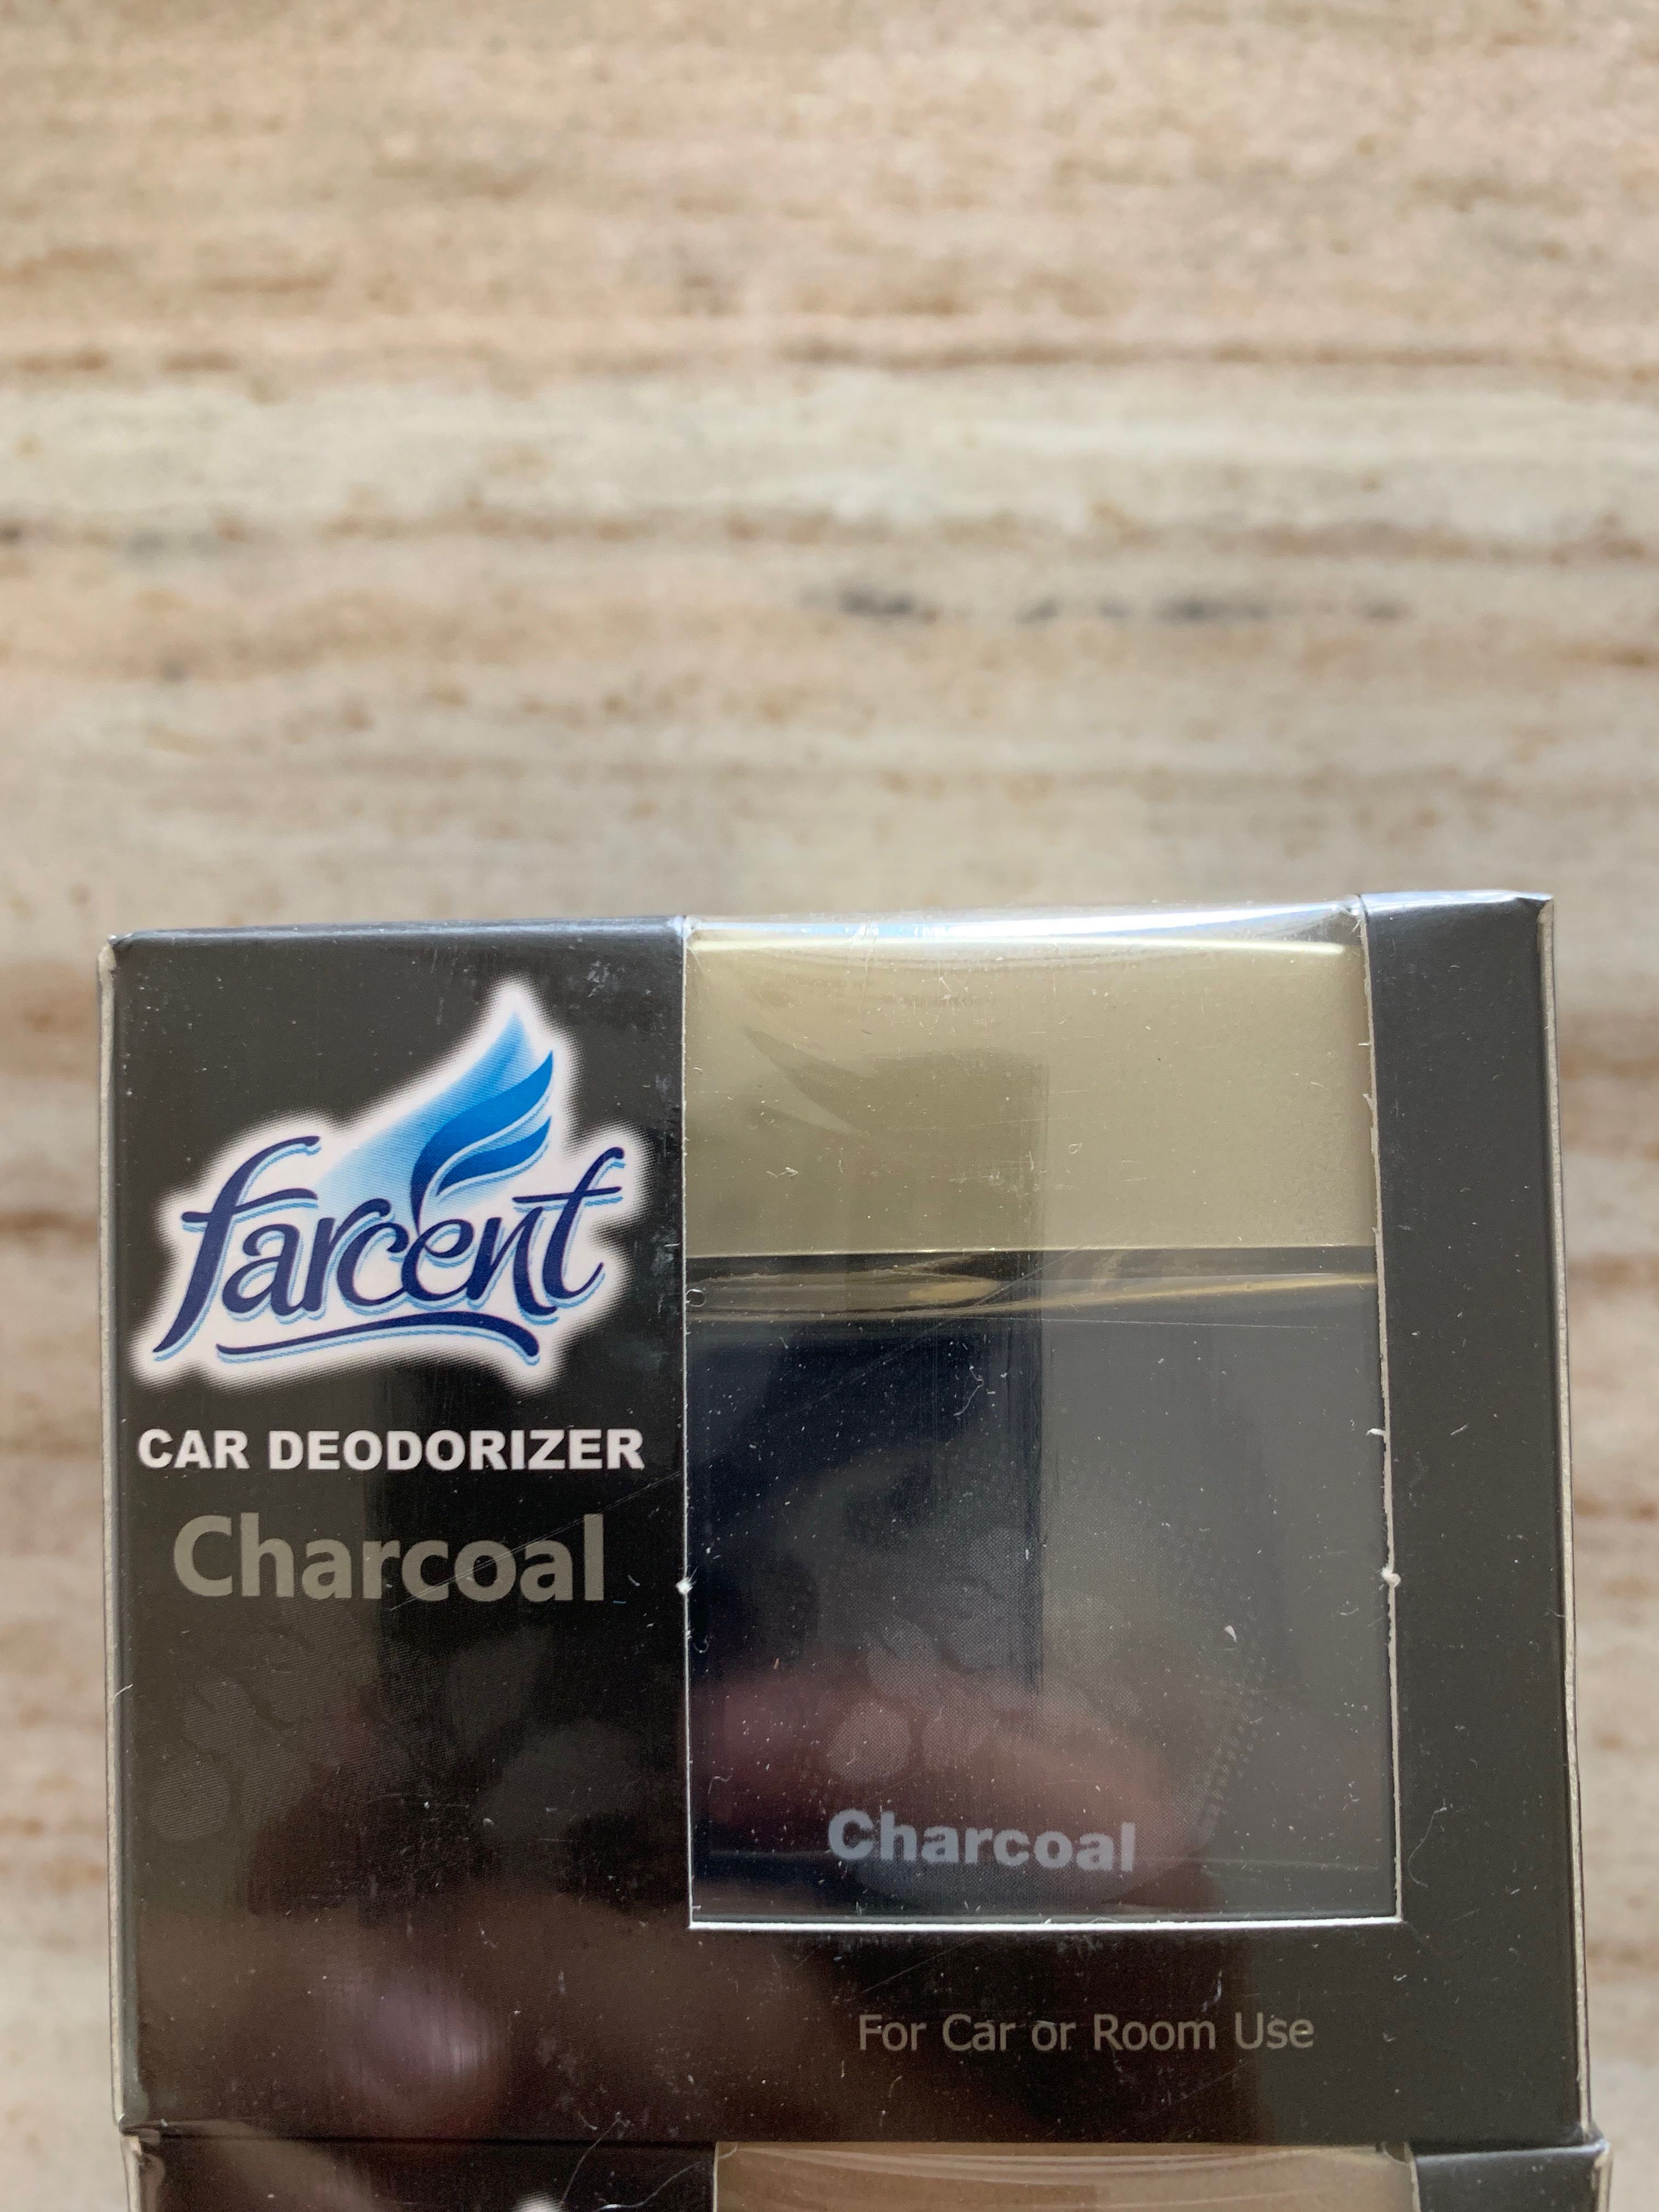 farcent
CAR DEODORIZER
Charcoal
Charcoal
For Car or Room Use